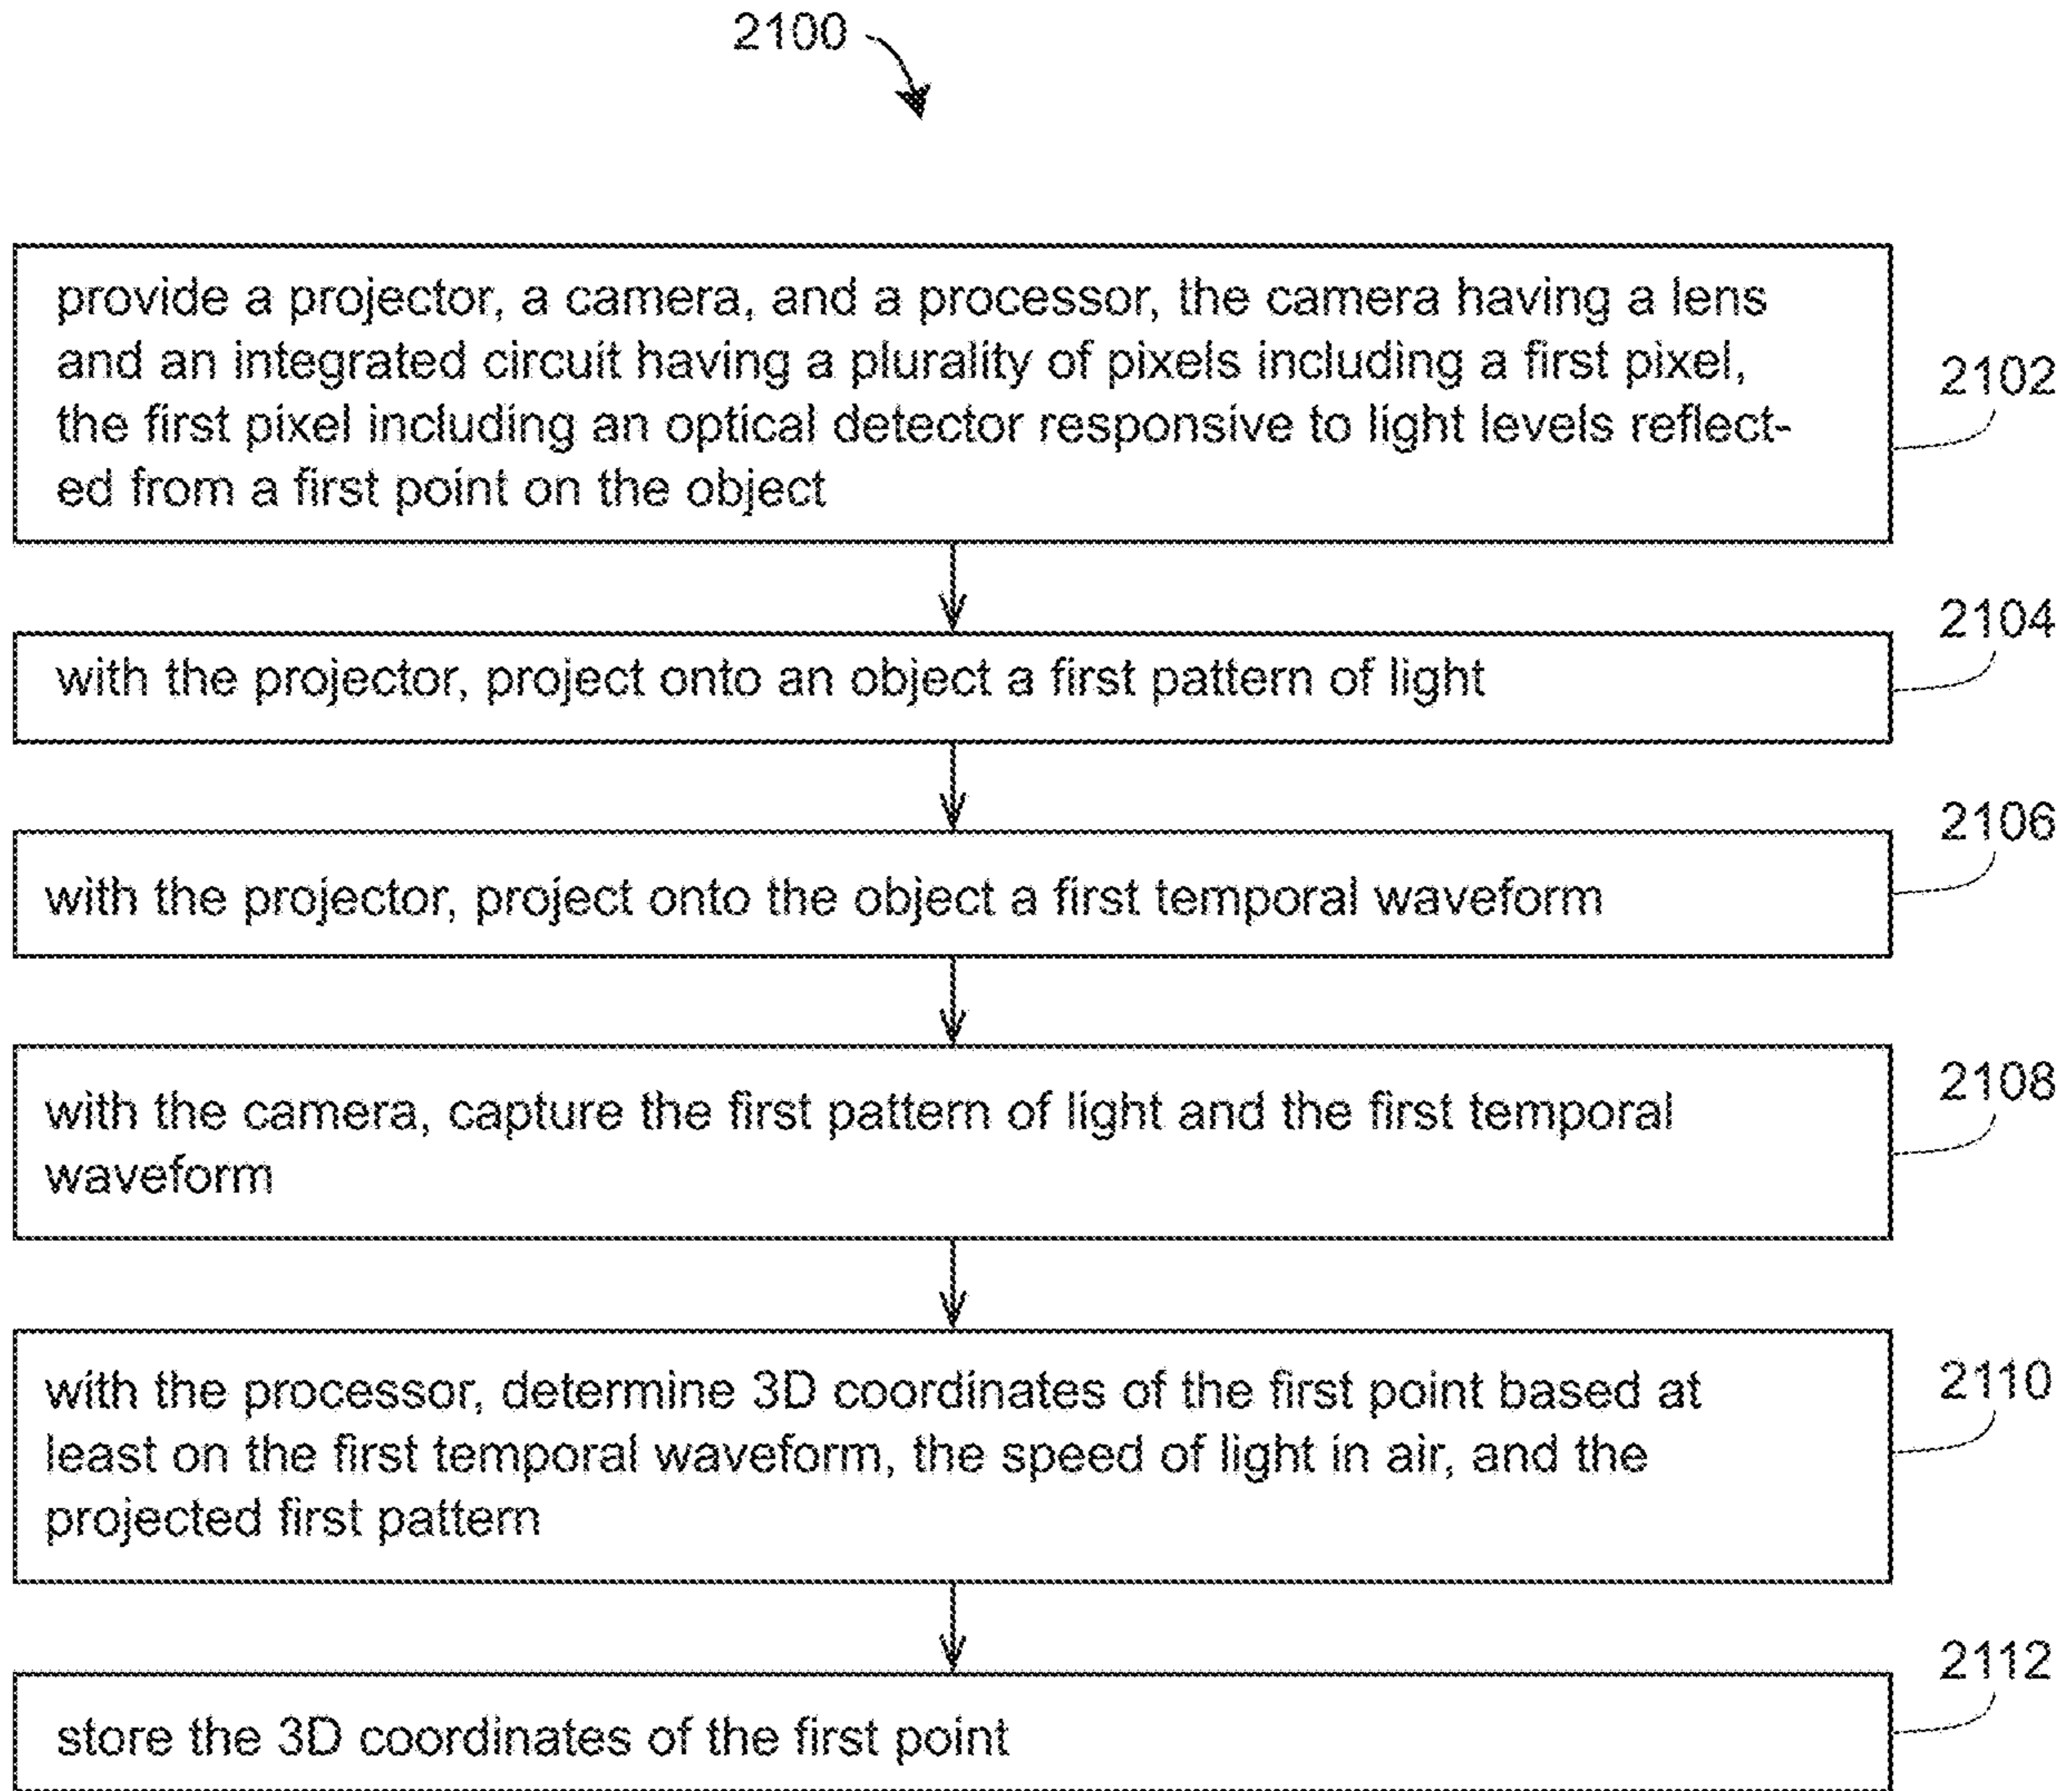 2100
provide a projector, a camera, and a processor, the camera having a lens
and an integrated circuit having a plurality of pixels including a first pixel,
the first pixel including an optical detector responsive to light levels reflect-
ed from a first point on the object
2102
2104
with the projector, project onto an object a first pattern of light
2106
with the projector, project onto the object a first temporal waveform
2108
with the camera, capture the first pattern of light and the first temporal
waveform
2110
with the processor, determine 3D coordinates of the first point based at
least on the first temporal waveform, the speed of light in air, and the
projected first pattern
2112
store the 3D coordinates of the first point